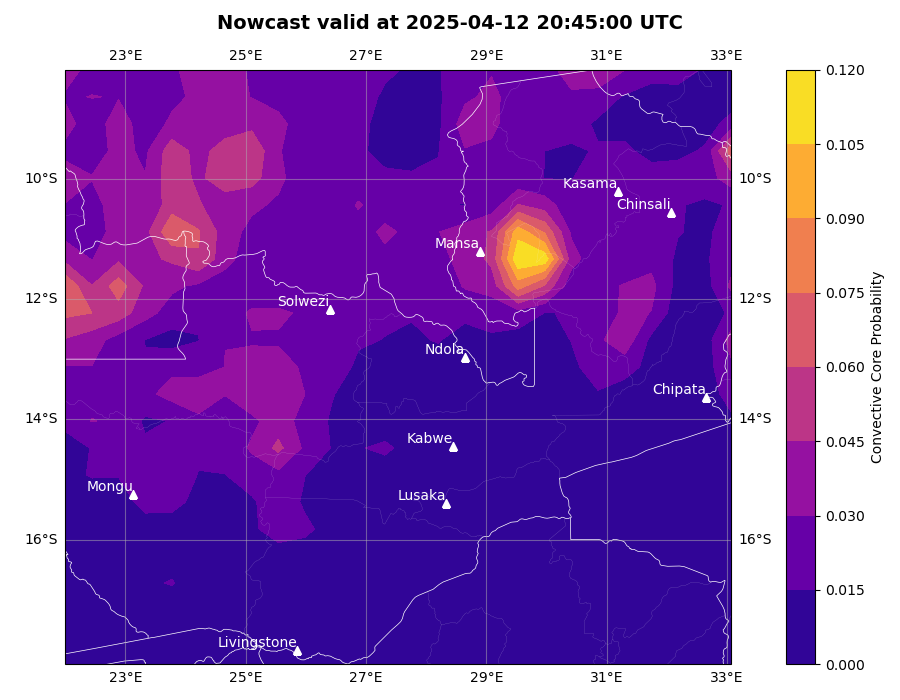 Nowcast valid at 2025-04-12 20:45:00 UTC
23°E 25°E 27°E 29°E 31°E 33°E
0.120
0.105
10°S 10°S
Kasama
Chinsali
0.090
Mansa
12°S 12°S
Solwezi
0.075
Ndola
0.060
Chipata
14°S 14°S
0.045
Kabwe
Mongu
Lusaka
0.030
16°S 16°S
0.015
Livingstone
0.000
23°E 25°E 27°E 29°E 31°E 33°E
Convective Core Probability